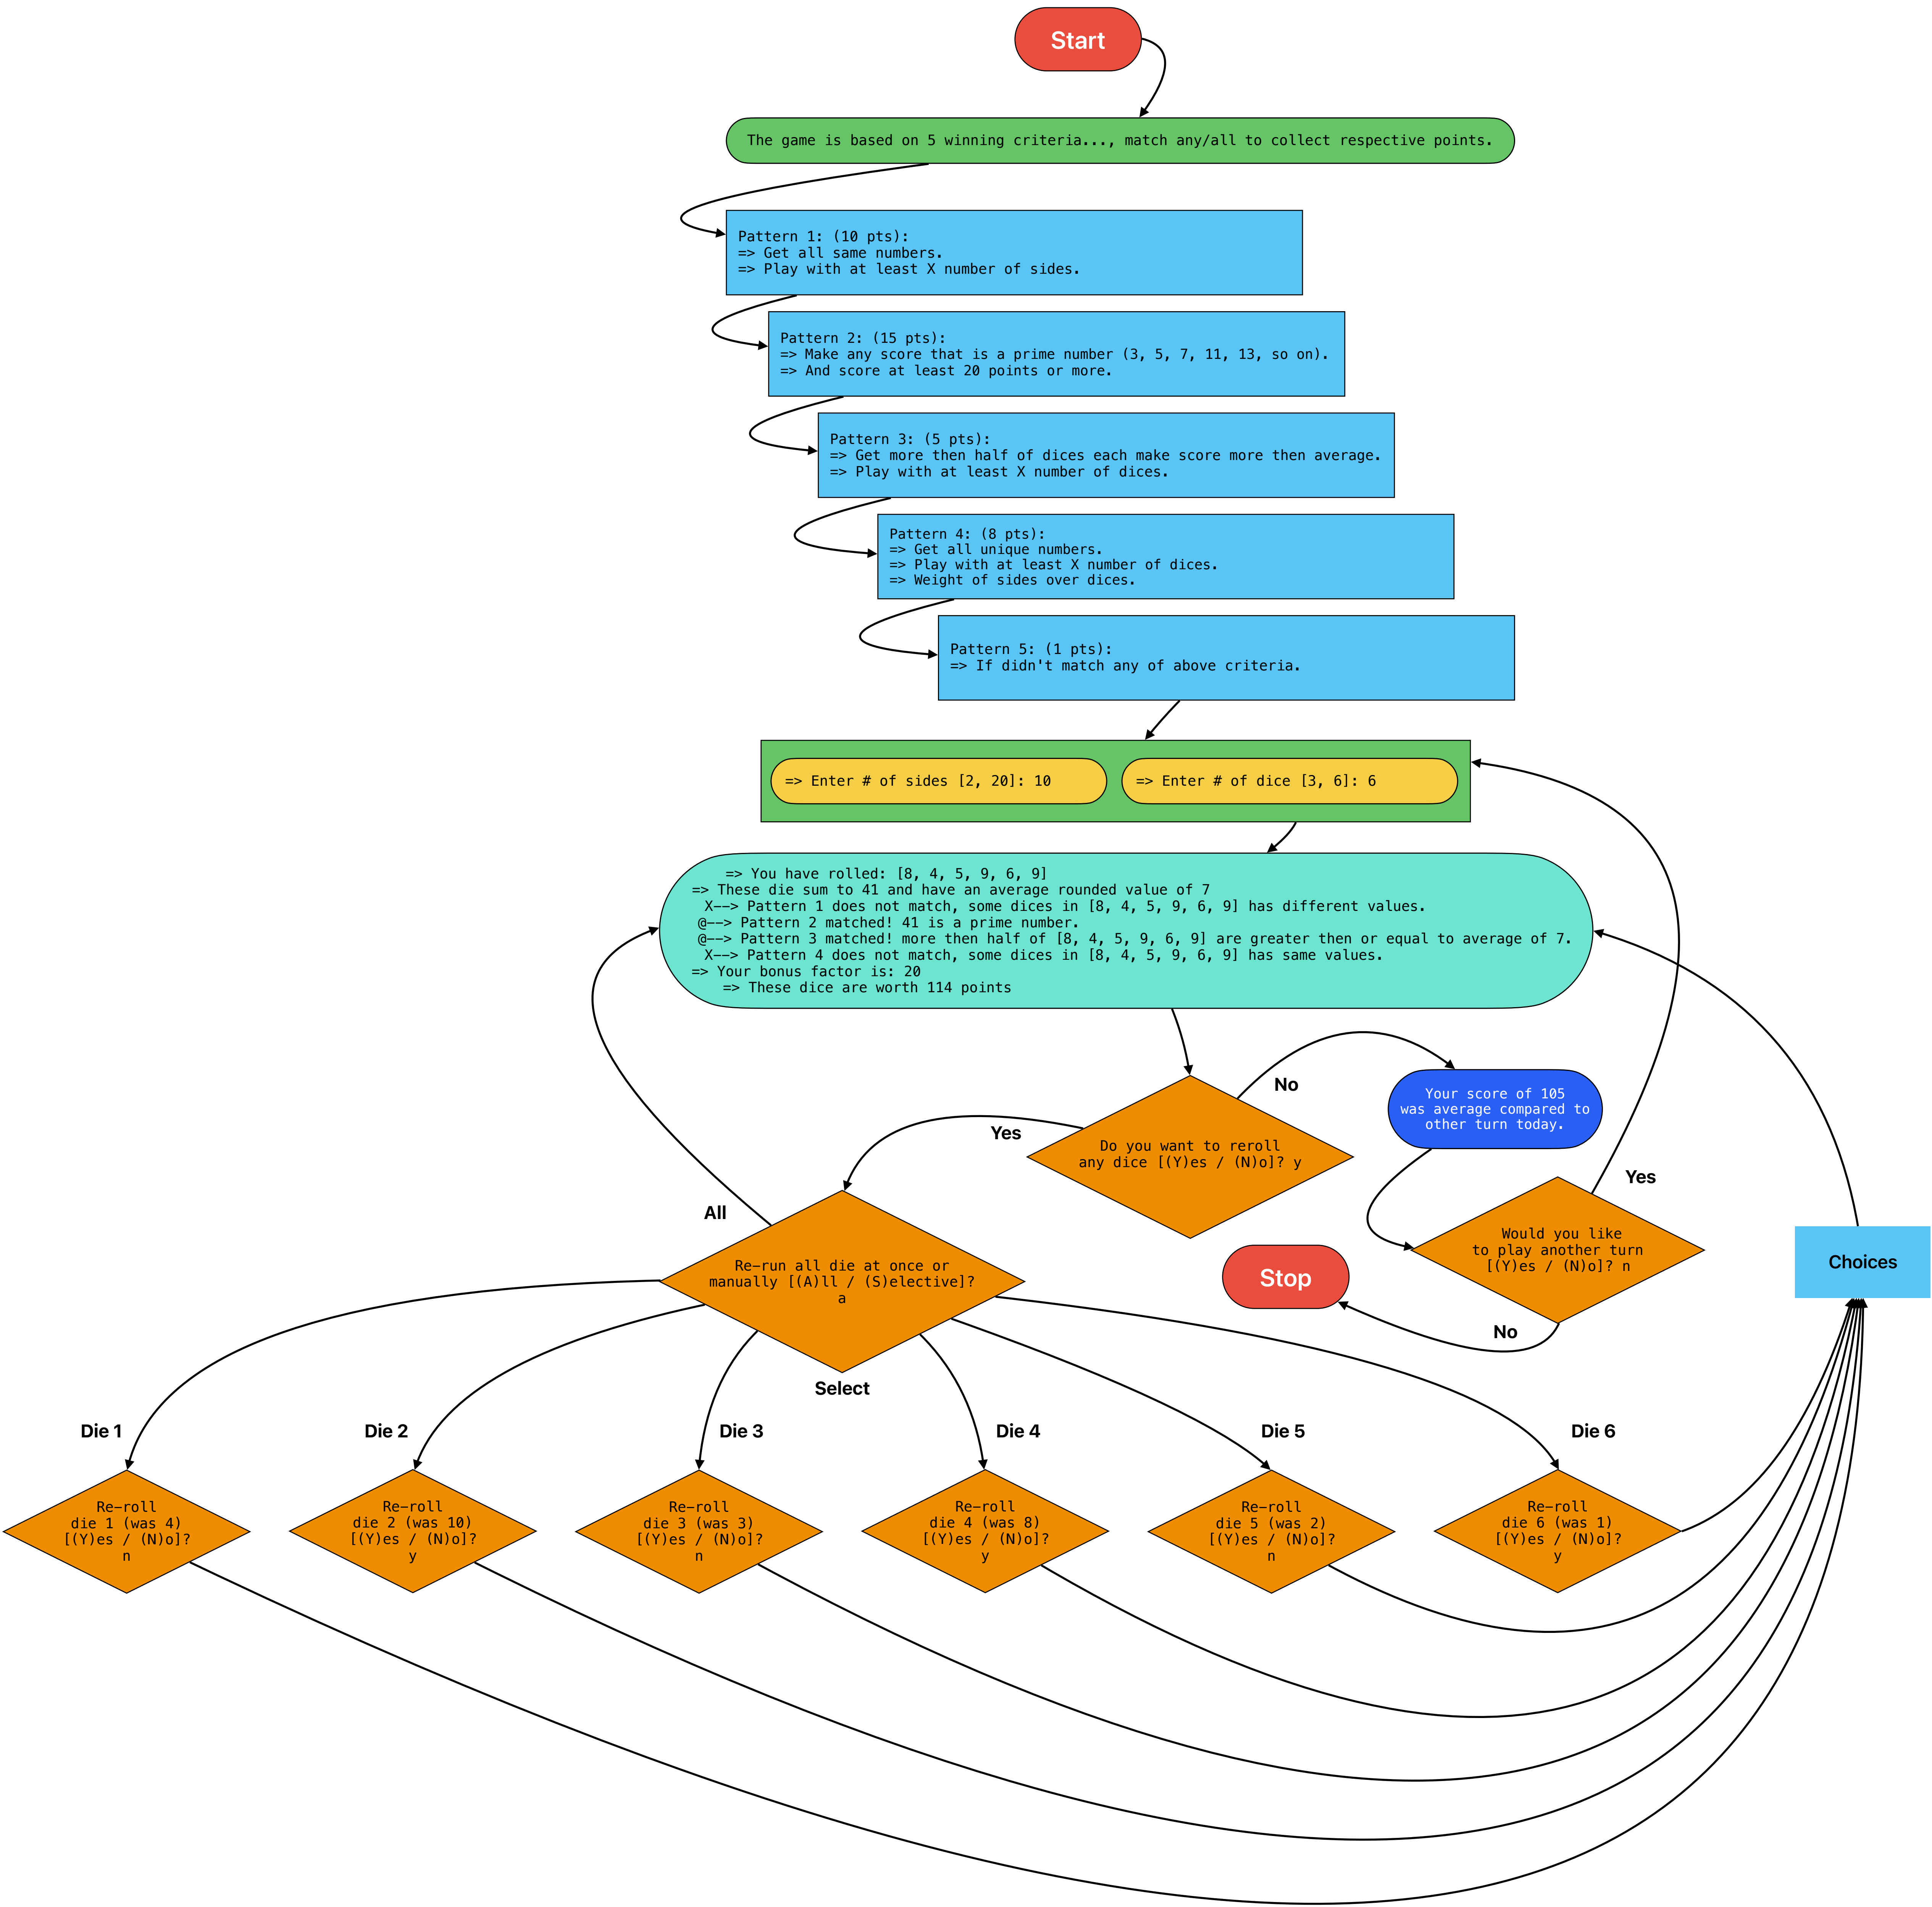 Start
The game is based on 5 winning criteria..., match any/all to collect respective points.
Pattern 1: (10 pts):
=> Get all same numbers.
=> Play with at least X number of sides.
Pattern 2: (15 pts):
=> Make any score that is a prime number (3, 5, 7, 11, 13, so on).
=> And score at least 20 points or more.
Pattern 3: (5 pts):
=> Get more then half of dices each make score more then average.
=> Play with at least X number of dices.
Pattern 4: (8 pts):
=> Get all unique numbers.
=> Play with at least X number of dices.
=> Weight of sides over dices.
Pattern 5: (1 pts):
=> If didn't match any of above criteria.
=> Enter # of sides [2, 20]: 10
=> Enter # of dice [3, 6]: 6
=> You have rolled: [8, 4, 5, 9, 6, 9]
=> These die sum to 41 and have an average rounded value of 7
X--> Pattern 1 does not match, some dices in [8, 4, 5, 9, 6, 9] has different values.
@--> Pattern 2 matched! 41 is a prime number.
@--> Pattern 3 matched! more then half of [8, 4, 5, 9, 6, 9] are greater then or equal to average of 7.
X--> Pattern 4 does not match, some dices in [8, 4, 5, 9, 6, 9] has same values.
=> Your bonus factor is: 20
=> These dice are worth 114 points
No
Your score of 105
was average compared to
other turn today.
Yes
Do you want to reroll
any dice [(Y)es / (N)o]? y
Yes
All
Would you like
to play another turn
[(Y)es / (N)o]? n
Choices
Re-run all die at once or
manually [(A)ll / (S)elective]?
a
Stop
No
Select
Die 1
Die 2
Die 3
Die 4
Die 5
Die 6
Re-roll
die 1 (was 4)
[(Y)es / (N)o]?
n
Re-roll
die 2 (was 10)
[(Y)es / (N)o]?
y
Re-roll
die 3 (was 3)
[(Y)es / (N)o]?
n
Re-roll
die 4 (was 8)
[(Y)es / (N)o]?
y
Re-roll
die 5 (was 2)
[(Y)es / (N)o]?
n
Re-roll
die 6 (was 1)
[(Y)es / (N)o]?
y